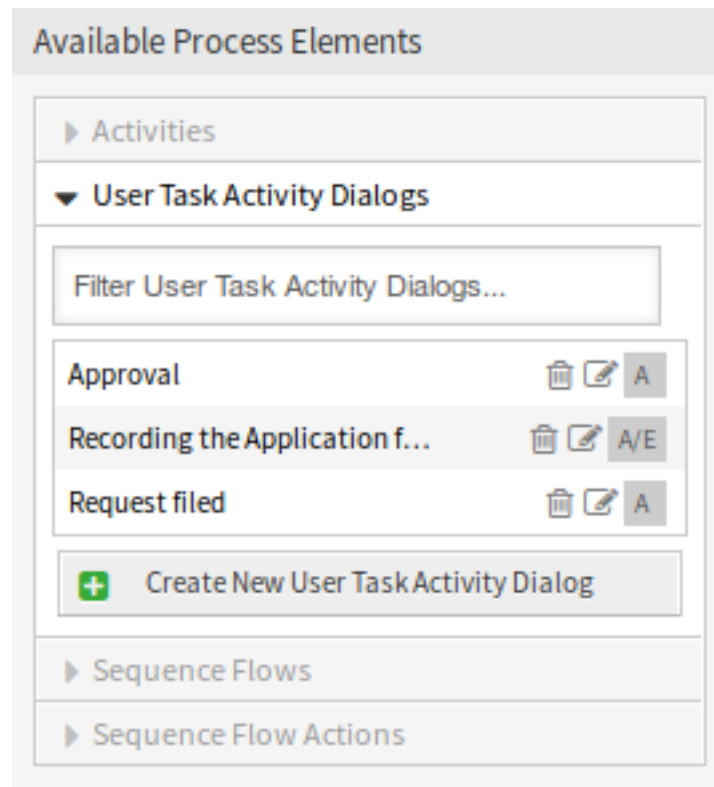 Available Process Elements
Activities
User Task Activity Dialogs
Filter User Task Activity Dialogs...
Approval A
Recording the Application f... A/E
Request filed A
Create New User Task Activity Dialog
Sequence Flows
Sequence Flow Actions